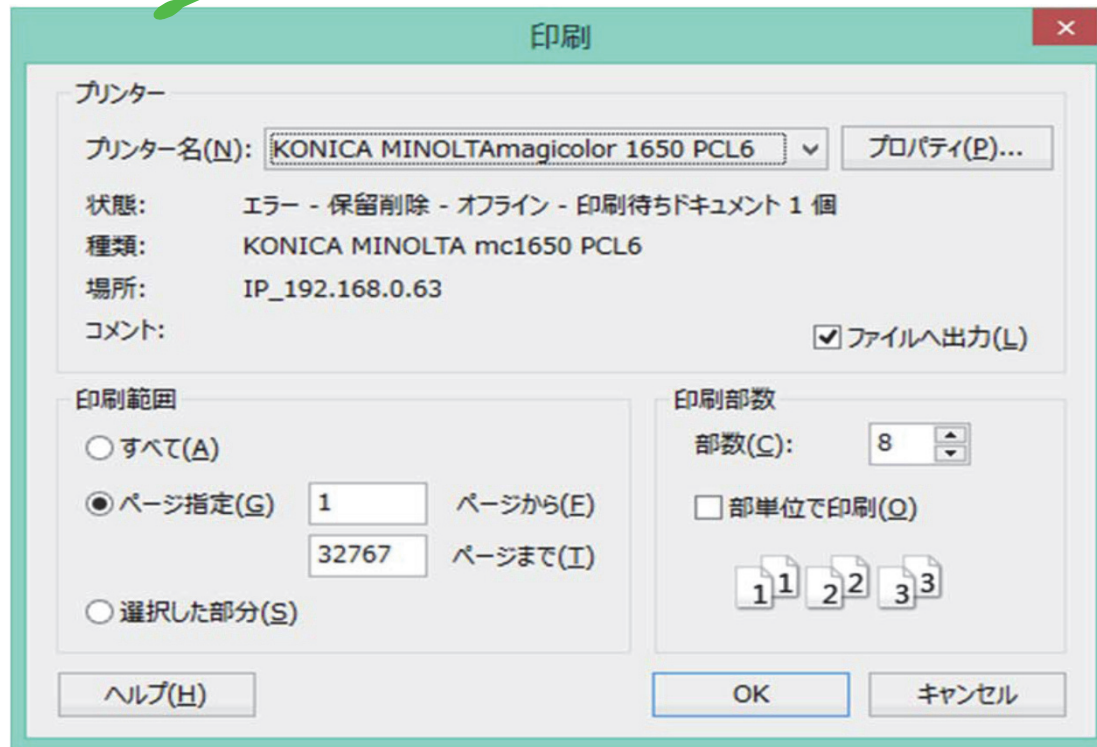 印刷
プリンター
プリンター名(N): KONICA MINOLTAmagicolor 1650 PCL6 プロパティ(P)...
状態: エラー - 保留削除 - オフライン - 印刷待ちドキュメント 1 個
種類: KONICA MINOLTA mc1650 PCL6
場所: IP_192.168.0.63
コメント:
ファイルへ出力(L)
印刷範囲
すべて(A)
ページ指定(G) 1 ページから(F)
32767 ページまで(T)
選択した部分(S)
印刷部数
部数(C): 8
部単位で印刷(O)
1 1 2 2 3 3
ヘルプ(H) OK キャンセル